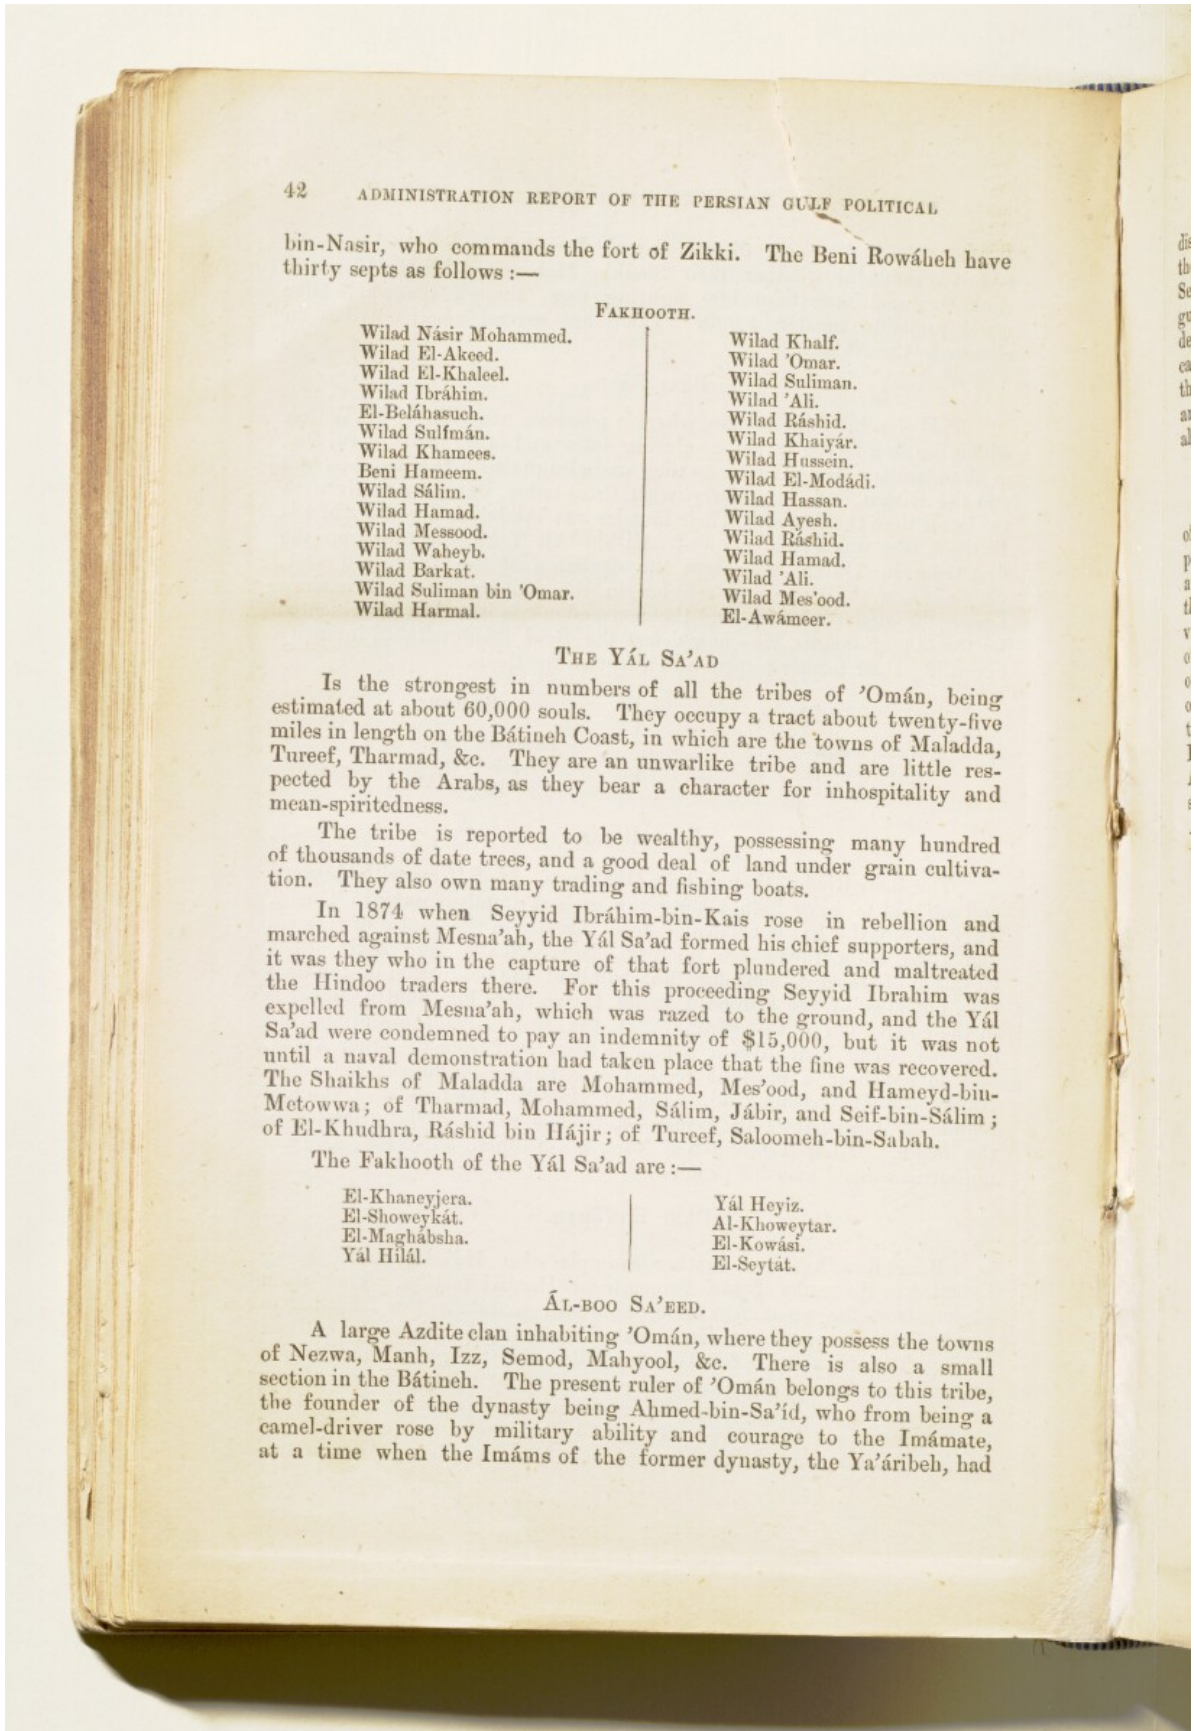 42 ADMINISTRATION REPORT OF THE PERSIAN GULF POLITICAL
bin-Nasir, who commands the fort of Zikki. The Beni Rowáheh have
thirty septs as follows :—
FAKHOOTH.
Wilad Násir Mohammed.
Wilad El-Akeed.
Wilad El-Khaleel.
Wilad Ibráhim.
El-Beláhasuch.
Wilad Sulímán.
Wilad Khamees.
Beni Hameem.
Wilad Sálim.
Wilad Hamad.
Wilad Messood.
Wilad Waheyb.
Wilad Barkat.
Wilad Suliman bin 'Omar.
Wilad Harmal.
Wilad Khalf.
Wilad 'Omar.
Wilad Suliman.
Wilad 'Ali.
Wilad Ráshid.
Wilad Khaiyár.
Wilad Hussein.
Wilad El-Modádi.
Wilad Hassan.
Wilad Ayesh.
Wilad Ráshid.
Wilad Hamad.
Wilad 'Ali.
Wilad Mes'ood.
El-Awámeer.
THE YÁL SA'AD
Is the strongest in numbers of all the tribes of 'Omán, being
estimated at about 60,000 souls. They occupy a tract about twenty-five
miles in length on the Bátineh Coast, in which are the towns of Maladda,
Tureef, Tharmad, &c. They are an unwarlike tribe and are little res-
pected by the Arabs, as they bear a character for inhospitality and
mean-spiritedness.
The tribe is reported to be wealthy, possessing many hundred
of thousands of date trees, and a good deal of land under grain cultiva-
tion. They also own many trading and fishing boats.
In 1874 when Seyyid Ibráhim-bin-Kais rose in rebellion and
marched against Mesna'ah, the Yál Sa'ad formed his chief supporters, and
it was they who in the capture of that fort plundered and maltreated
the Hindoo traders there. For this proceeding Seyyid Ibrahim was
expelled from Mesna'ah, which was razed to the ground, and the Yál
Sa'ad were condemned to pay an indemnity of $15,000, but it was not
until a naval demonstration had taken place that the fine was recovered.
The Shaikhs of Maladda are Mohammed, Mes'ood, and Hameyd-bin-
Metowwa; of Tharmad, Mohammed, Sálim, Jábir, and Seif-bin-Sálim;
of El-Khudhra, Ráshid bin Hájir; of Tureef, Saloomeh-bin-Sabah.
The Fakhooth of the Yál Sa'ad are :—
El-Khaneyjera.
El-Showeykát.
El-Maghábsha.
Yál Hilál.
Yál Heyiz.
Al-Khoweytar.
El-Kowási.
El-Seytát.
ÁL-BOO SA'EED.
A large Azdite clan inhabiting 'Omán, where they possess the towns
of Nezwa, Manh, Izz, Semod, Mahyool, &c. There is also a small
section in the Bátineh. The present ruler of 'Omán belongs to this tribe,
the founder of the dynasty being Ahmed-bin-Sa'íd, who from being a
camel-driver rose by military ability and courage to the Imámate,
at a time when the Imáms of the former dynasty, the Ya'áribeh, had